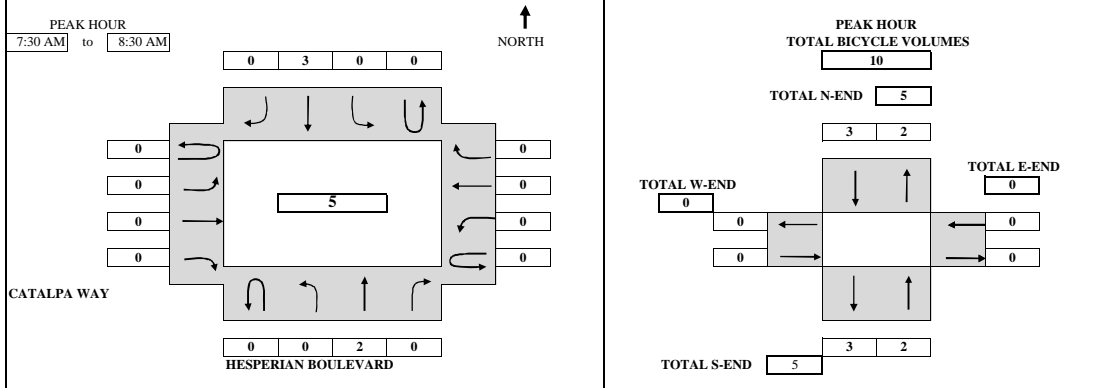 PEAK HOUR
7:30 AM to 8:30 AM
NORTH
0 3 0 0
0 0
0 0
5
0 0
0 0
CATALPA WAY
0 0 2 0
HESPERIAN BOULEVARD
PEAK HOUR
TOTAL BICYCLE VOLUMES
10
TOTAL N-END 5
3 2
TOTAL E-END
0
TOTAL W-END
0
0 0
0 0
3 2
TOTAL S-END 5